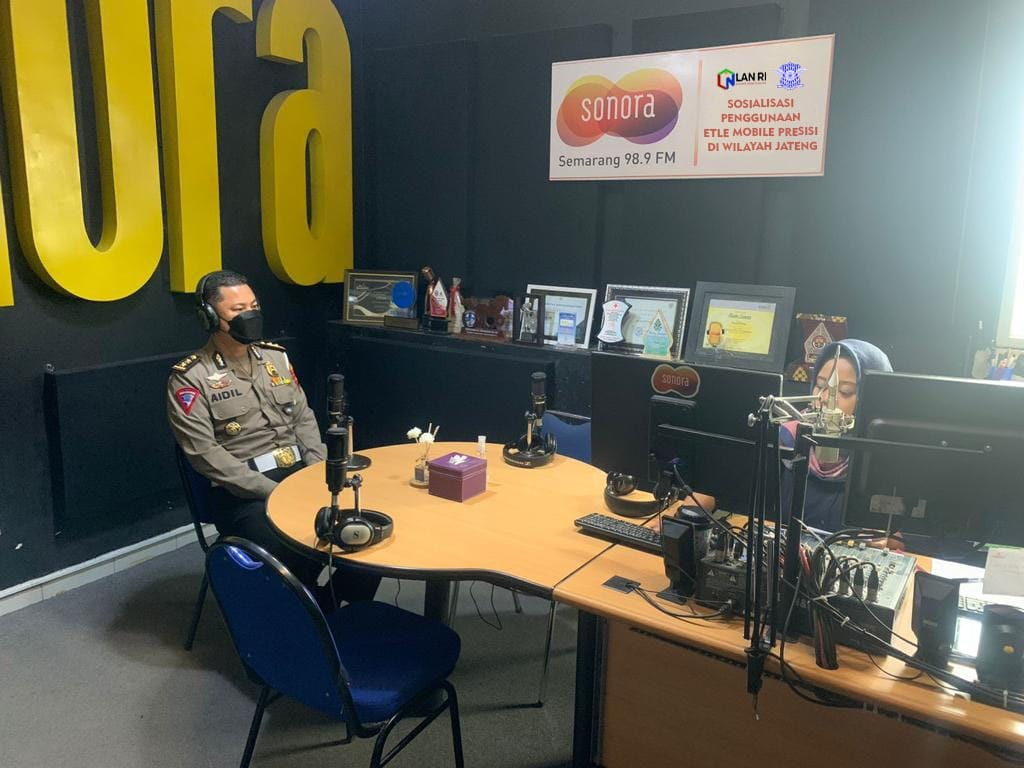 ora
sonora
Semarang 98.9 FM
LAN RI
SOSIALISASI
PENGGUNAAN
ETLE MOBILE PRESISI
DI WILAYAH JATENG
AIDIL
sonora